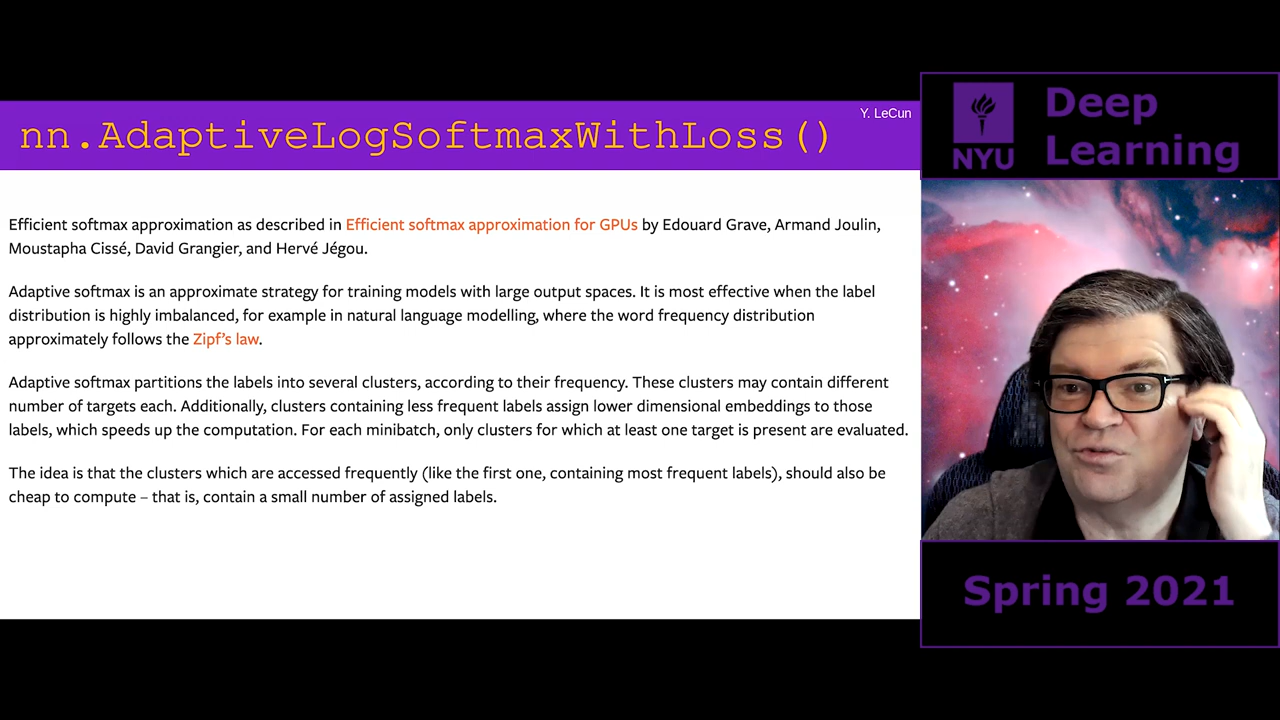 Y. LeCun
nn.AdaptiveLogSoftmaxWithLoss()
Efficient softmax approximation as described in Efficient softmax approximation for GPUs by Edouard Grave, Armand Joulin,
Moustapha Cissé, David Grangier, and Hervé Jégou.
Adaptive softmax is an approximate strategy for training models with large output spaces. It is most effective when the label
distribution is highly imbalanced, for example in natural language modelling, where the word frequency distribution
approximately follows the Zipf's law.
Adaptive softmax partitions the labels into several clusters, according to their frequency. These clusters may contain different
number of targets each. Additionally, clusters containing less frequent labels assign lower dimensional embeddings to those
labels, which speeds up the computation. For each minibatch, only clusters for which at least one target is present are evaluated.
The idea is that the clusters which are accessed frequently (like the first one, containing most frequent labels), should also be
cheap to compute – that is, contain a small number of assigned labels.
NYU
Deep
Learning
Spring 2021